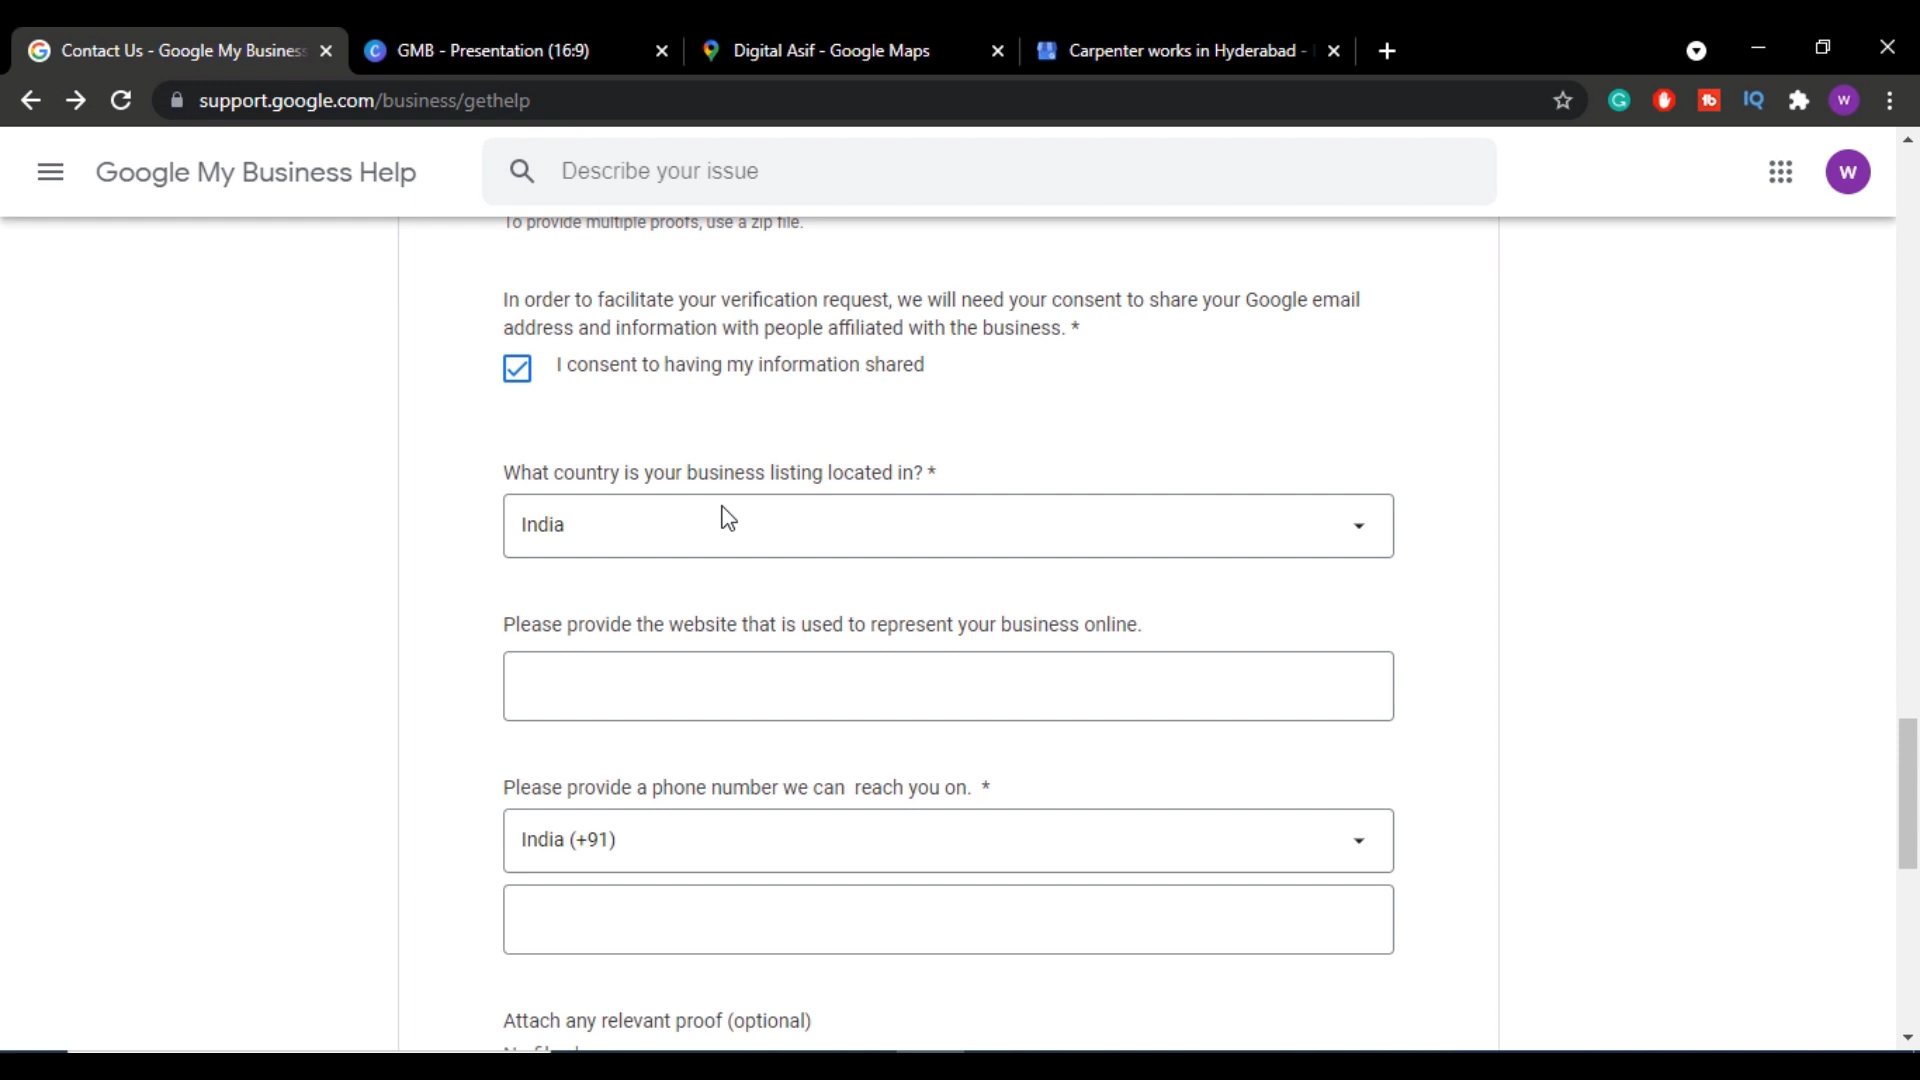 Contact Us - Google My Business
GMB - Presentation (16:9)
Digital Asif - Google Maps
Carpenter works in Hyderabad -
support.google.com/business/gethelp
G
tb
IQ
W
Google My Business Help
Describe your issue
W
To provide multiple proofs, use a zip file.
In order to facilitate your verification request, we will need your consent to share your Google email
address and information with people affiliated with the business. *
I consent to having my information shared
What country is your business listing located in? *
India
Please provide the website that is used to represent your business online.
Please provide a phone number we can reach you on. *
India (+91)
Attach any relevant proof (optional)